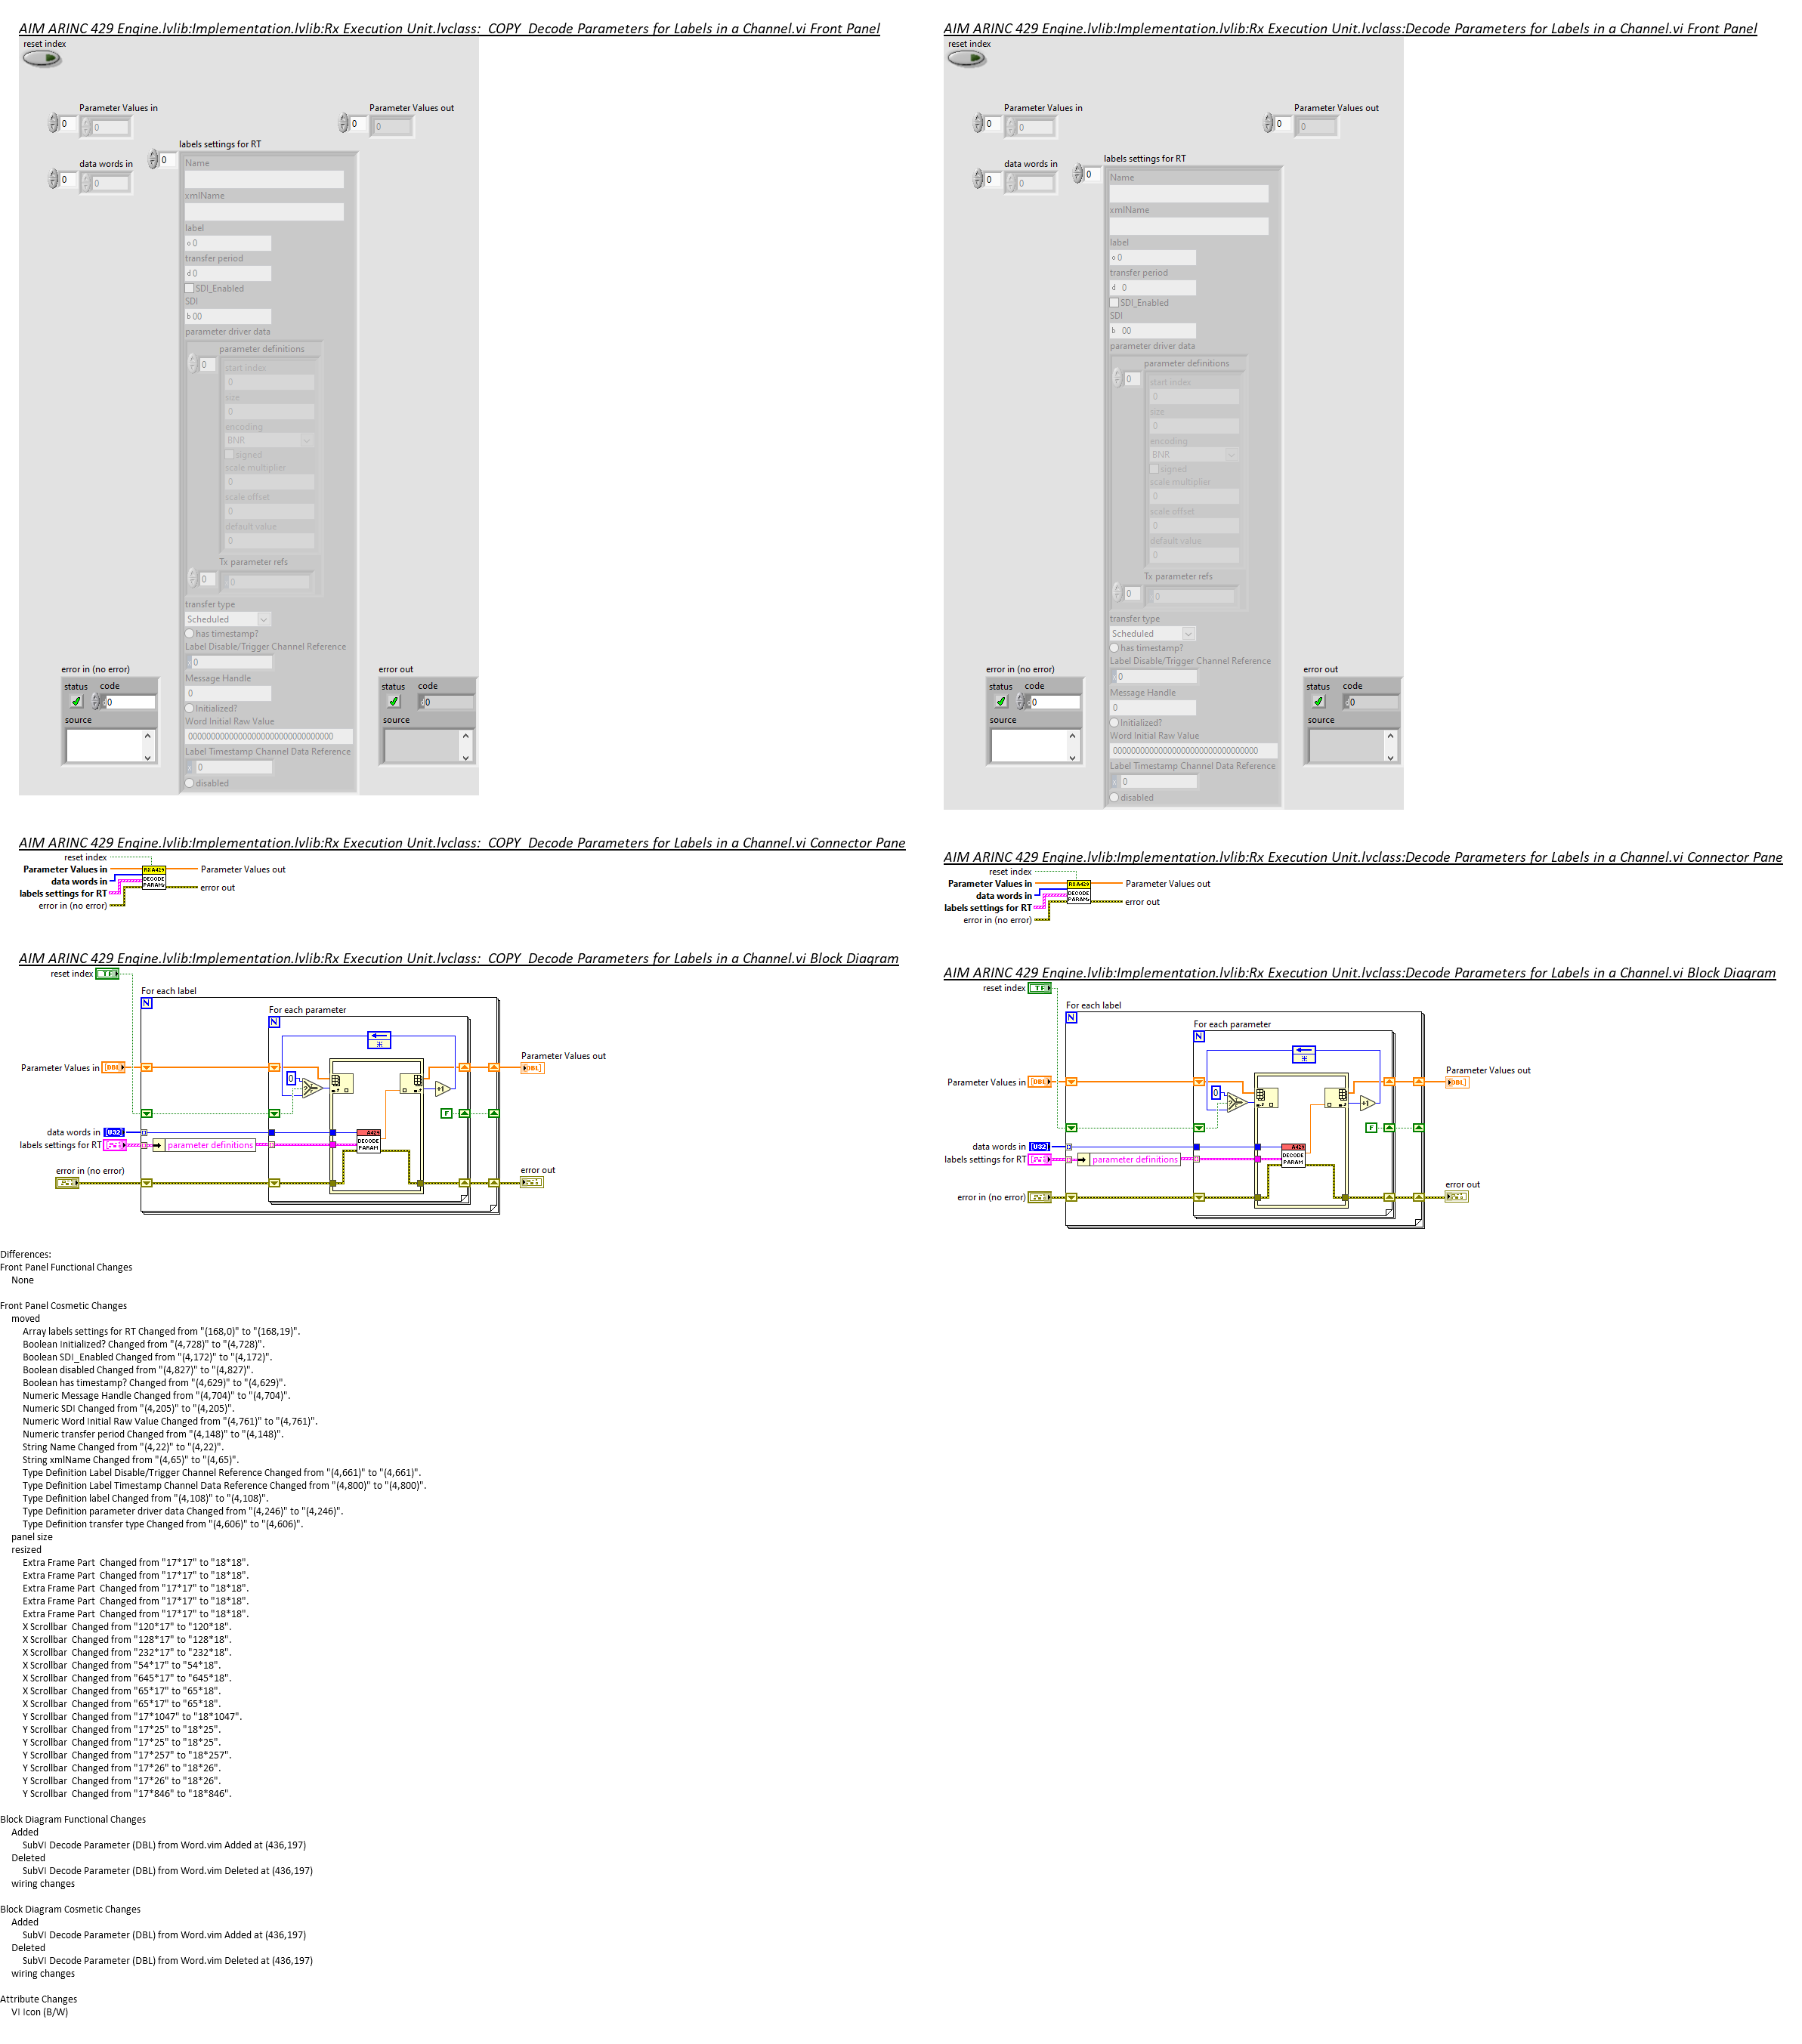 AIM ARINC 429 Engine.lvlib:Implementation.lvlib:Rx Execution Unit.lvclass:_COPY_Decode Parameters for Labels in a Channel.vi Front Panel
reset index
Parameter Values in
0
0
Parameter Values out
0
0
data words in
0
0
labels settings for RT
0
Name
xmlName
label
o 0
transfer period
d 0
SDI_Enabled
SDI
b 00
parameter driver data
parameter definitions
0
start index
0
size
0
encoding
BNR
signed
scale multiplier
0
scale offset
0
default value
0
Tx parameter refs
0
0
transfer type
Scheduled
has timestamp?
Label Disable/Trigger Channel Reference
0
Message Handle
0
Initialized?
Word Initial Raw Value
00000000000000000000000000000000
Label Timestamp Channel Data Reference
0
disabled
error in (no error)
status code
0
source
error out
status code
0
source
AIM ARINC 429 Engine.lvlib:Implementation.lvlib:Rx Execution Unit.lvclass:Decode Parameters for Labels in a Channel.vi Front Panel
reset index
Parameter Values in
0
0
Parameter Values out
0
0
data words in
0
0
labels settings for RT
0
Name
xmlName
label
o 0
transfer period
d 0
SDI_Enabled
SDI
b 00
parameter driver data
parameter definitions
0
start index
0
size
0
encoding
BNR
signed
scale multiplier
0
scale offset
0
default value
0
Tx parameter refs
0
0
transfer type
Scheduled
has timestamp?
Label Disable/Trigger Channel Reference
0
Message Handle
0
Initialized?
Word Initial Raw Value
00000000000000000000000000000000
Label Timestamp Channel Data Reference
0
disabled
error in (no error)
status code
0
source
error out
status code
0
source
AIM ARINC 429 Engine.lvlib:Implementation.lvlib:Rx Execution Unit.lvclass:_COPY_Decode Parameters for Labels in a Channel.vi Connector Pane
reset index
Parameter Values in
data words in
labels settings for RT
error in (no error)
RX A429
DECODE
PARAMs
Parameter Values out
error out
AIM ARINC 429 Engine.lvlib:Implementation.lvlib:Rx Execution Unit.lvclass:Decode Parameters for Labels in a Channel.vi Connector Pane
reset index
Parameter Values in
data words in
labels settings for RT
error in (no error)
RX A429
DECODE
PARAMs
Parameter Values out
error out
AIM ARINC 429 Engine.lvlib:Implementation.lvlib:Rx Execution Unit.lvclass:_COPY_Decode Parameters for Labels in a Channel.vi Block Diagram
reset index
TF
For each label
N
For each parameter
N
Parameter Values in
[DBL]
0
+1
Parameter Values out
[DBL]
F
data words in
[U32]
labels settings for RT
parameter definitions
A429
DECODE
PARAM
error in (no error)
error out
AIM ARINC 429 Engine.lvlib:Implementation.lvlib:Rx Execution Unit.lvclass:Decode Parameters for Labels in a Channel.vi Block Diagram
reset index
TF
For each label
N
For each parameter
N
Parameter Values in
[DBL]
0
+1
Parameter Values out
[DBL]
F
data words in
[U32]
labels settings for RT
parameter definitions
A429
DECODE
PARAM
error in (no error)
error out
Differences:
Front Panel Functional Changes
None
Front Panel Cosmetic Changes
moved
Array labels settings for RT Changed from "(168,0)" to "(168,19)".
Boolean Initialized? Changed from "(4,728)" to "(4,728)".
Boolean SDI_Enabled Changed from "(4,172)" to "(4,172)".
Boolean disabled Changed from "(4,827)" to "(4,827)".
Boolean has timestamp? Changed from "(4,629)" to "(4,629)".
Numeric Message Handle Changed from "(4,704)" to "(4,704)".
Numeric SDI Changed from "(4,205)" to "(4,205)".
Numeric Word Initial Raw Value Changed from "(4,761)" to "(4,761)".
Numeric transfer period Changed from "(4,148)" to "(4,148)".
String Name Changed from "(4,22)" to "(4,22)".
String xmlName Changed from "(4,65)" to "(4,65)".
Type Definition Label Disable/Trigger Channel Reference Changed from "(4,661)" to "(4,661)".
Type Definition Label Timestamp Channel Data Reference Changed from "(4,800)" to "(4,800)".
Type Definition label Changed from "(4,108)" to "(4,108)".
Type Definition parameter driver data Changed from "(4,246)" to "(4,246)".
Type Definition transfer type Changed from "(4,606)" to "(4,606)".
panel size
resized
Extra Frame Part  Changed from "17*17" to "18*18".
Extra Frame Part  Changed from "17*17" to "18*18".
Extra Frame Part  Changed from "17*17" to "18*18".
Extra Frame Part  Changed from "17*17" to "18*18".
Extra Frame Part  Changed from "17*17" to "18*18".
X Scrollbar  Changed from "120*17" to "120*18".
X Scrollbar  Changed from "128*17" to "128*18".
X Scrollbar  Changed from "232*17" to "232*18".
X Scrollbar  Changed from "54*17" to "54*18".
X Scrollbar  Changed from "645*17" to "645*18".
X Scrollbar  Changed from "65*17" to "65*18".
X Scrollbar  Changed from "65*17" to "65*18".
Y Scrollbar  Changed from "17*1047" to "18*1047".
Y Scrollbar  Changed from "17*25" to "18*25".
Y Scrollbar  Changed from "17*25" to "18*25".
Y Scrollbar  Changed from "17*257" to "18*257".
Y Scrollbar  Changed from "17*26" to "18*26".
Y Scrollbar  Changed from "17*26" to "18*26".
Y Scrollbar  Changed from "17*846" to "18*846".
Block Diagram Functional Changes
Added
SubVI Decode Parameter (DBL) from Word.vim Added at (436,197)
Deleted
SubVI Decode Parameter (DBL) from Word.vim Deleted at (436,197)
wiring changes
Block Diagram Cosmetic Changes
Added
SubVI Decode Parameter (DBL) from Word.vim Added at (436,197)
Deleted
SubVI Decode Parameter (DBL) from Word.vim Deleted at (436,197)
wiring changes
Attribute Changes
VI Icon (B/W)